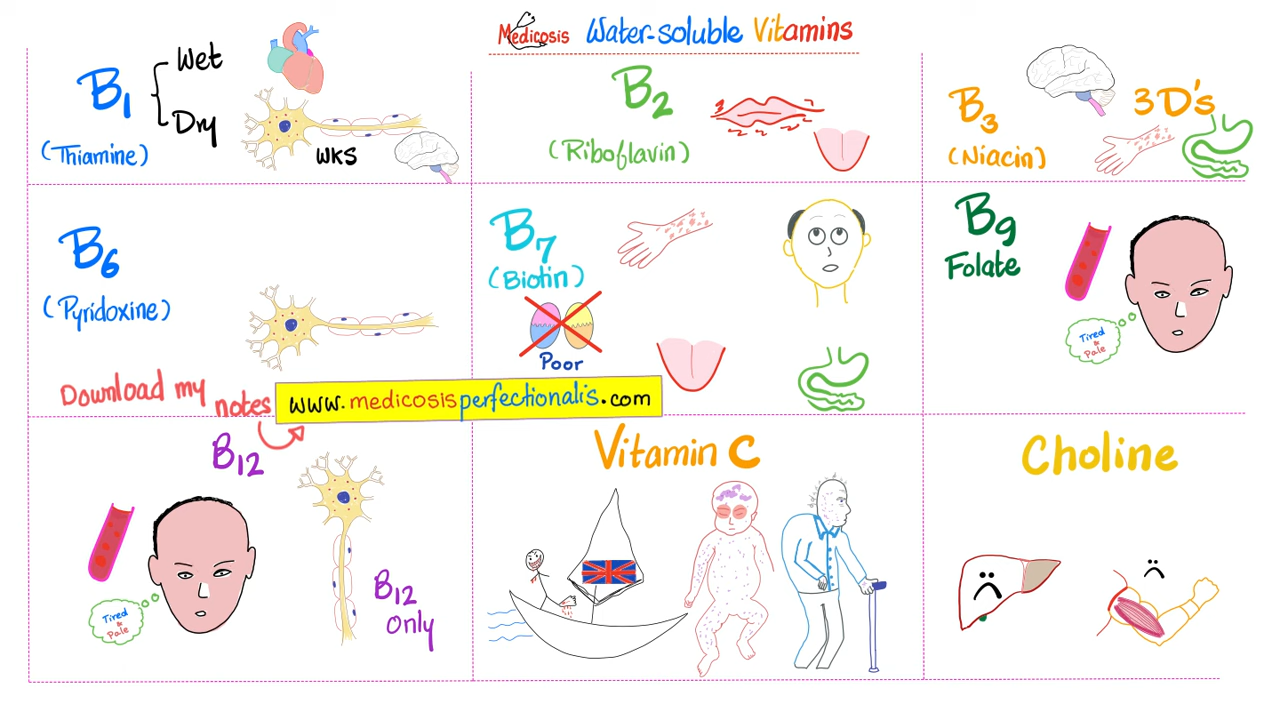 Medicosis Water-soluble Vitamins
B1
(Thiamine)
Wet
Dry
WKS
B2
(Riboflavin)
B3
(Niacin)
3D's
B6
(Pyridoxine)
B7
(Biotin)
Poor
B9
Folate
Tired
&
Pale
Download my
notes
www.medicosisperfectionalis.com
B12
Tired
&
Pale
B12
only
Vitamin C
Choline